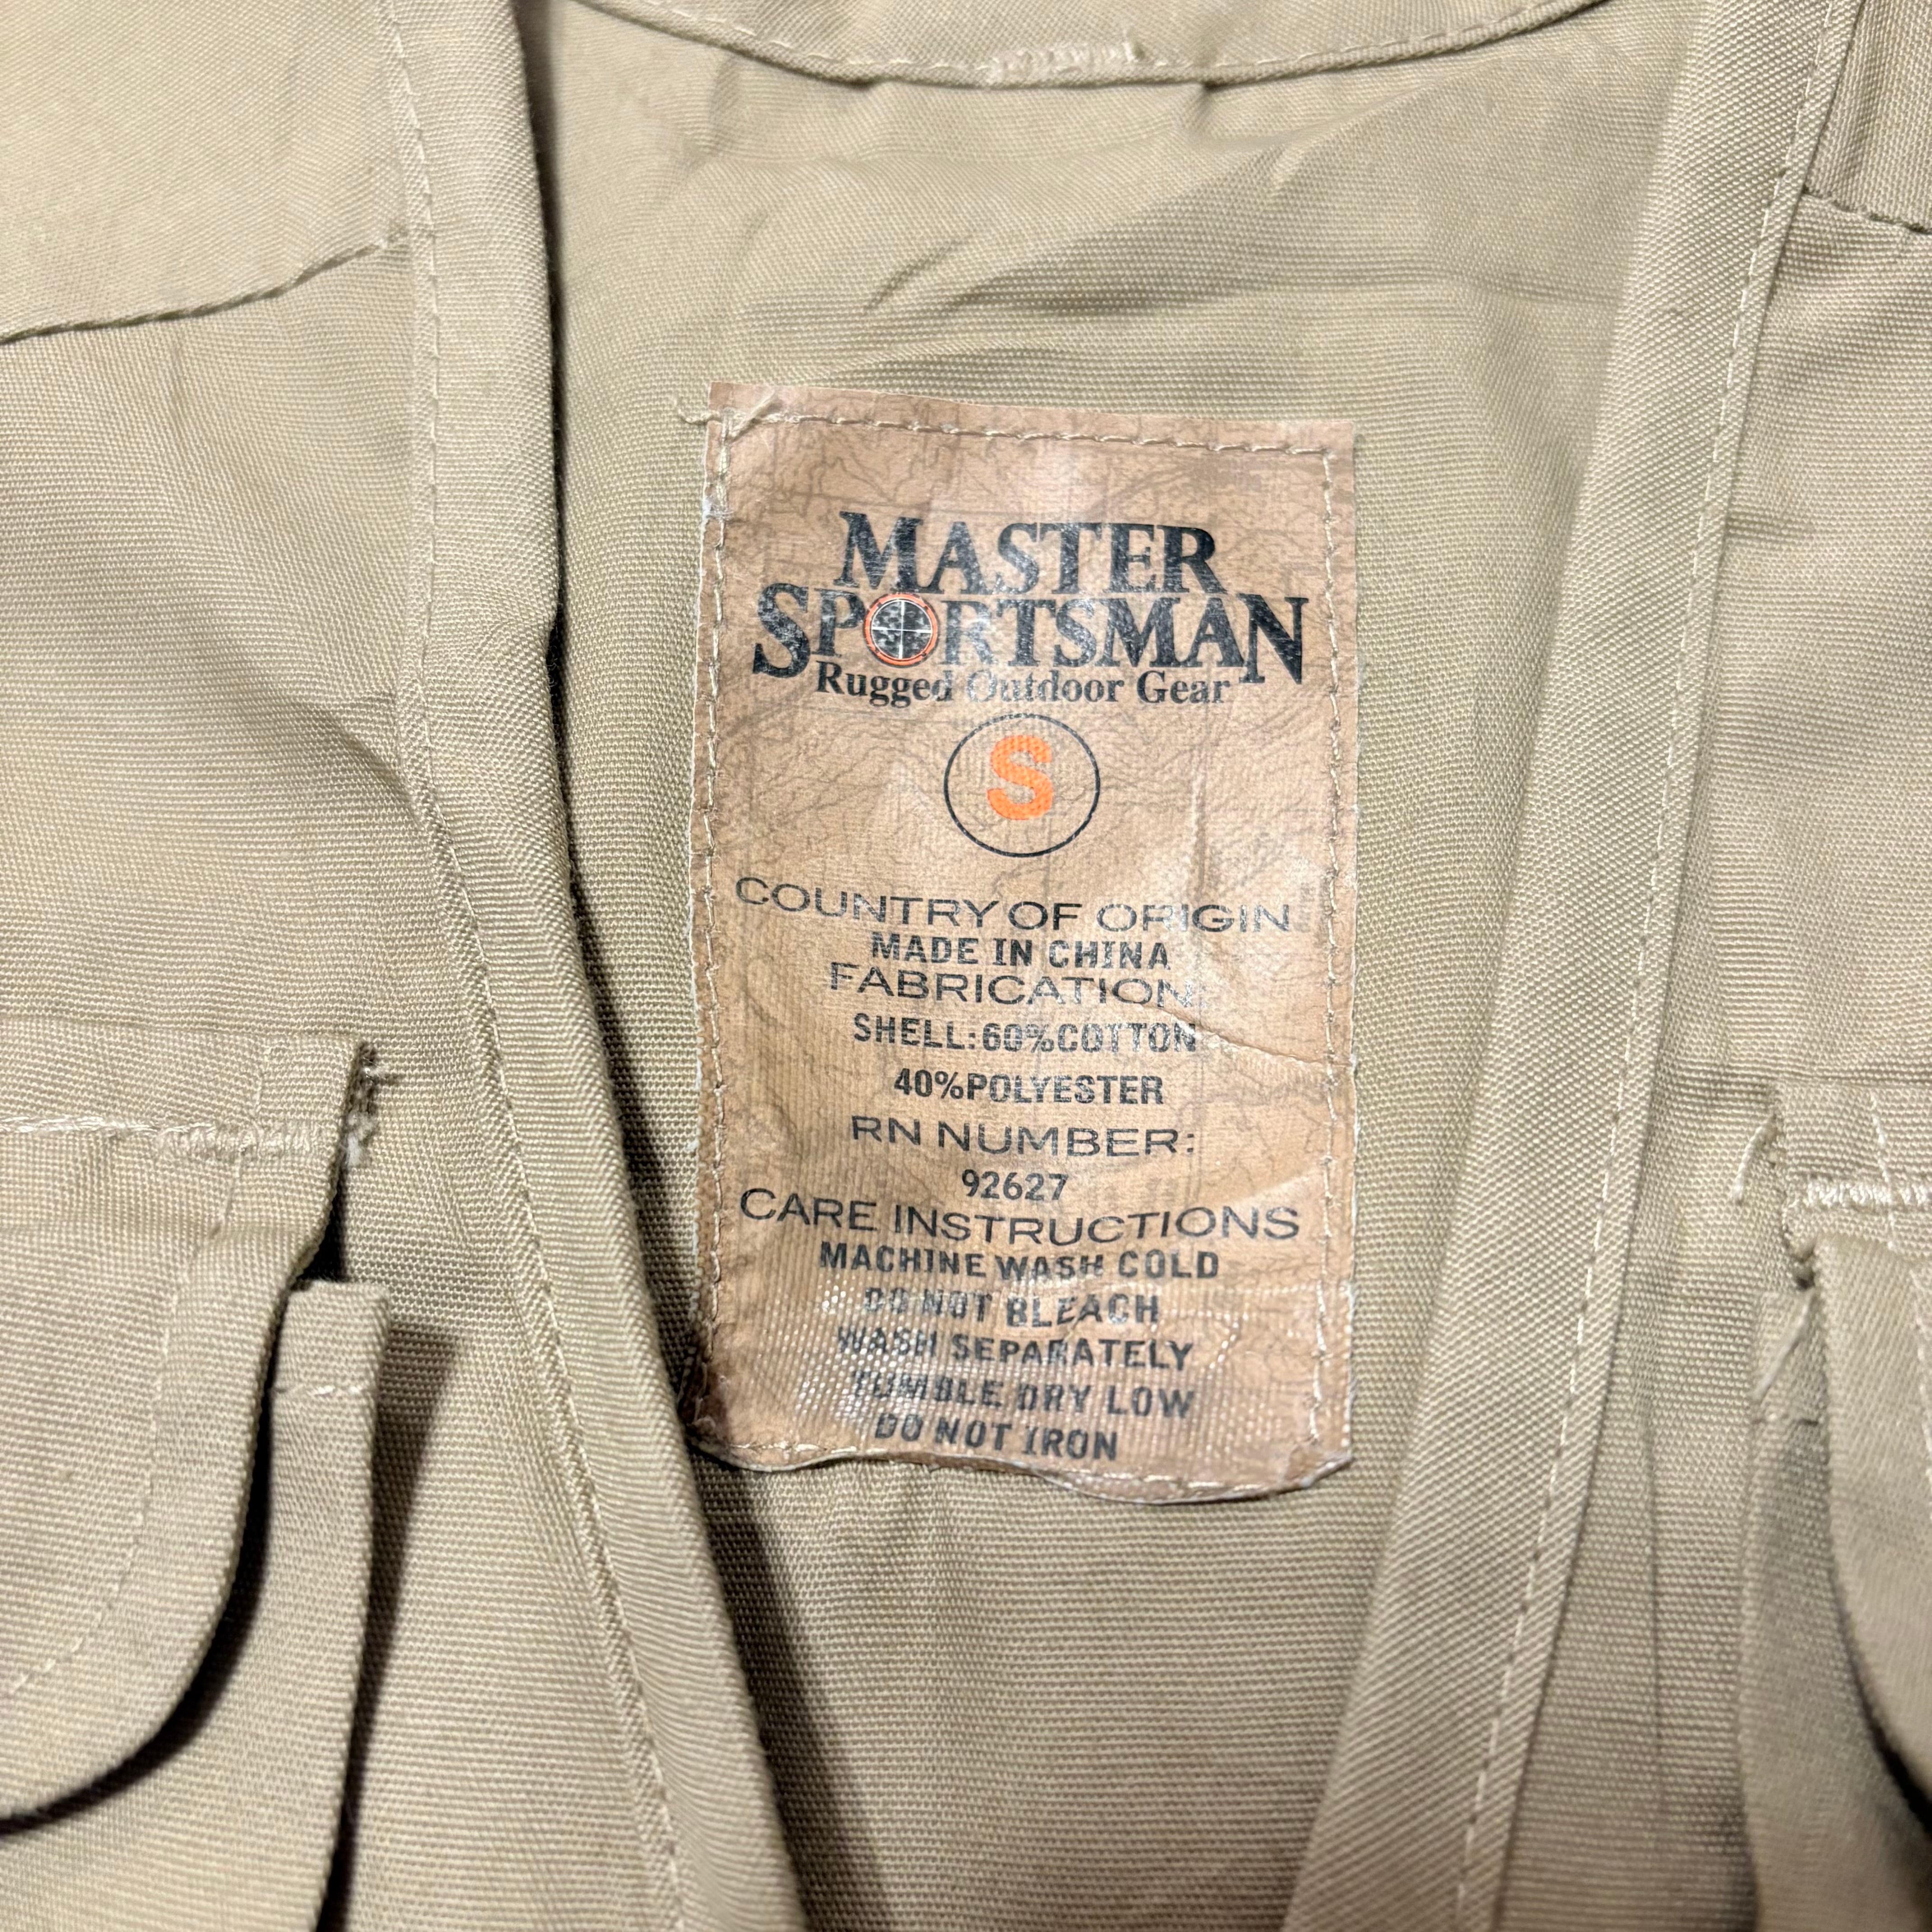 MASTER
SPORTSMAN
Rugged Outdoor Gear
S
COUNTRY OF ORIGIN:
MADE IN CHINA
FABRICATION:
SHELL:60%COTTON
40%POLYESTER
RN NUMBER:
92627
CARE INSTRUCTIONS
MACHINE WASH COLD
DO NOT BLEACH
WASH SEPARATELY
TUMBLE DRY LOW
DO NOT IRON